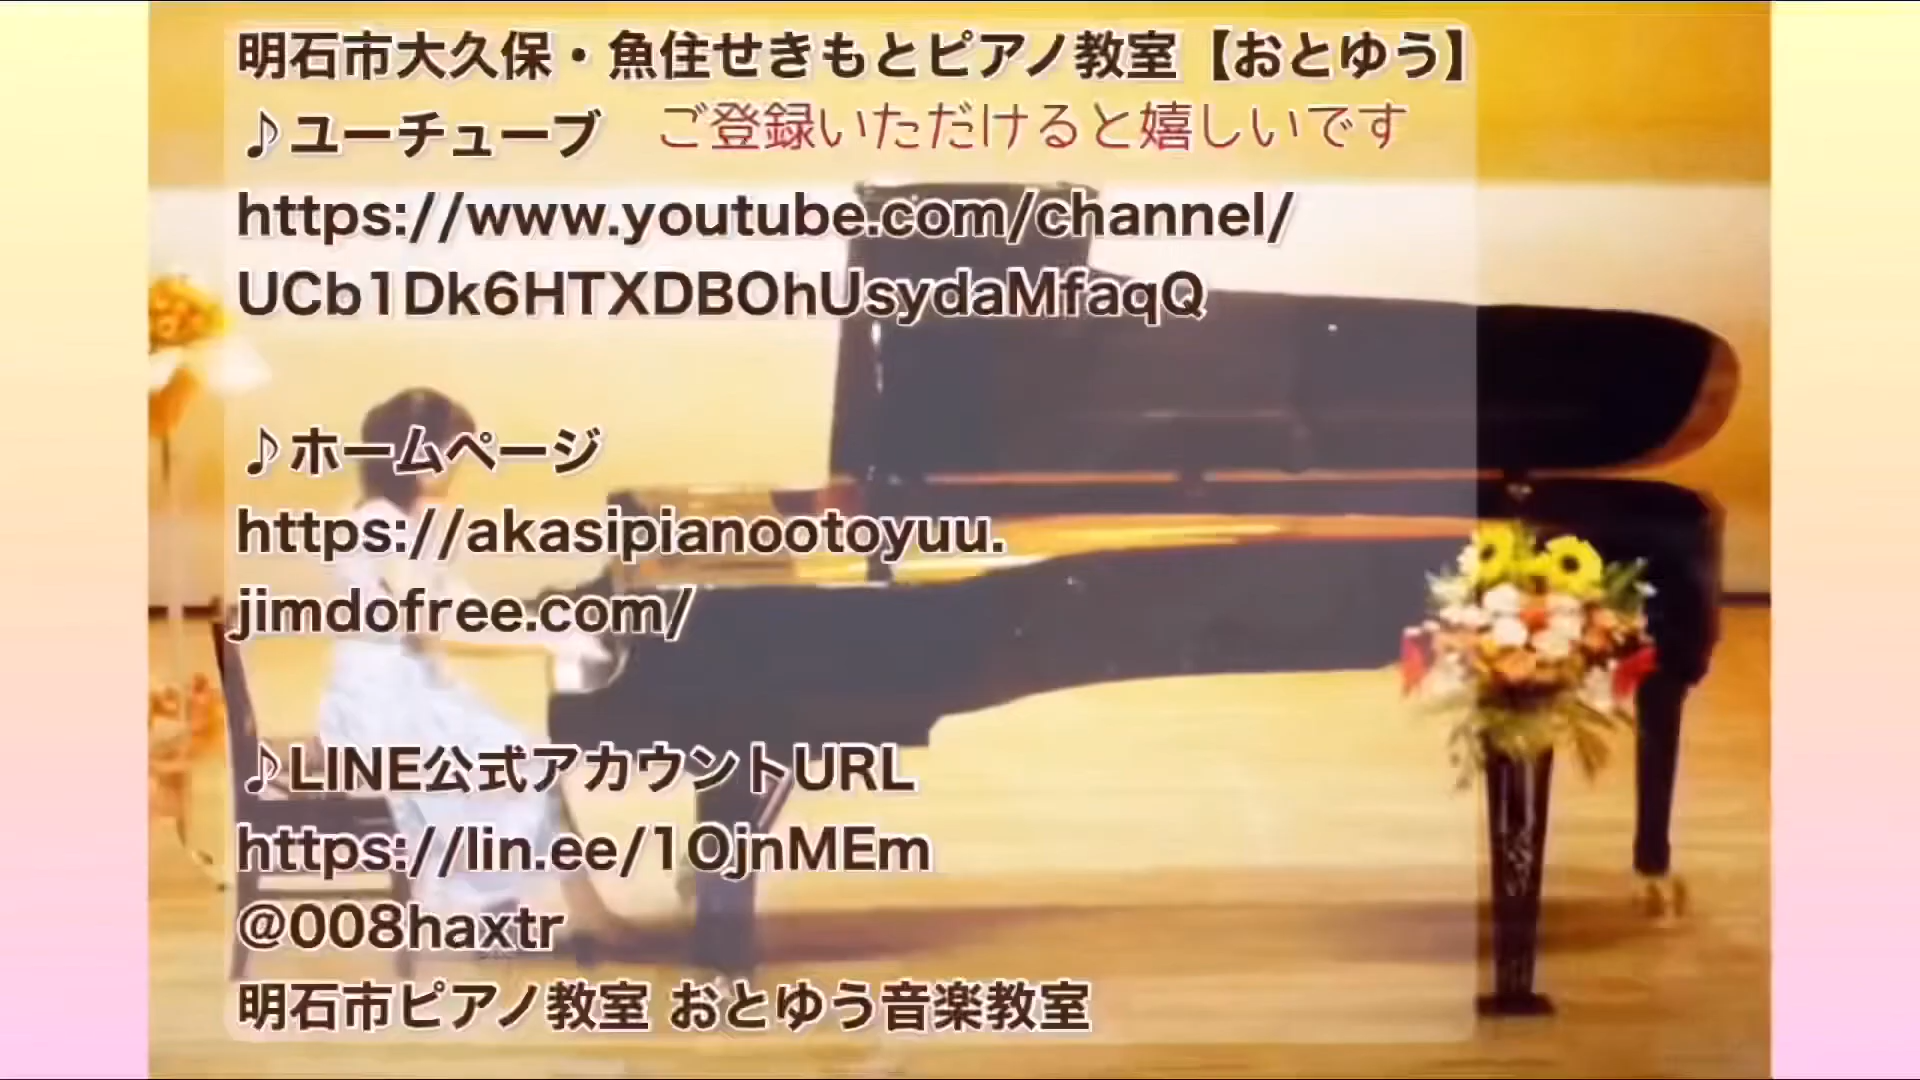 明石市大久保・魚住せきもとピアノ教室【おとゆう】
♪ユーチューブ ご登録いただけると嬉しいです
https://www.youtube.com/channel/
UCb1Dk6HTXDBOhUsydaMfaqQ
♪ホームページ
https://akasipianootoyuu.
jimdofree.com/
♪LINE公式アカウントURL
https://lin.ee/1OjnMEm
@008haxtr
明石市ピアノ教室 おとゆう音楽教室